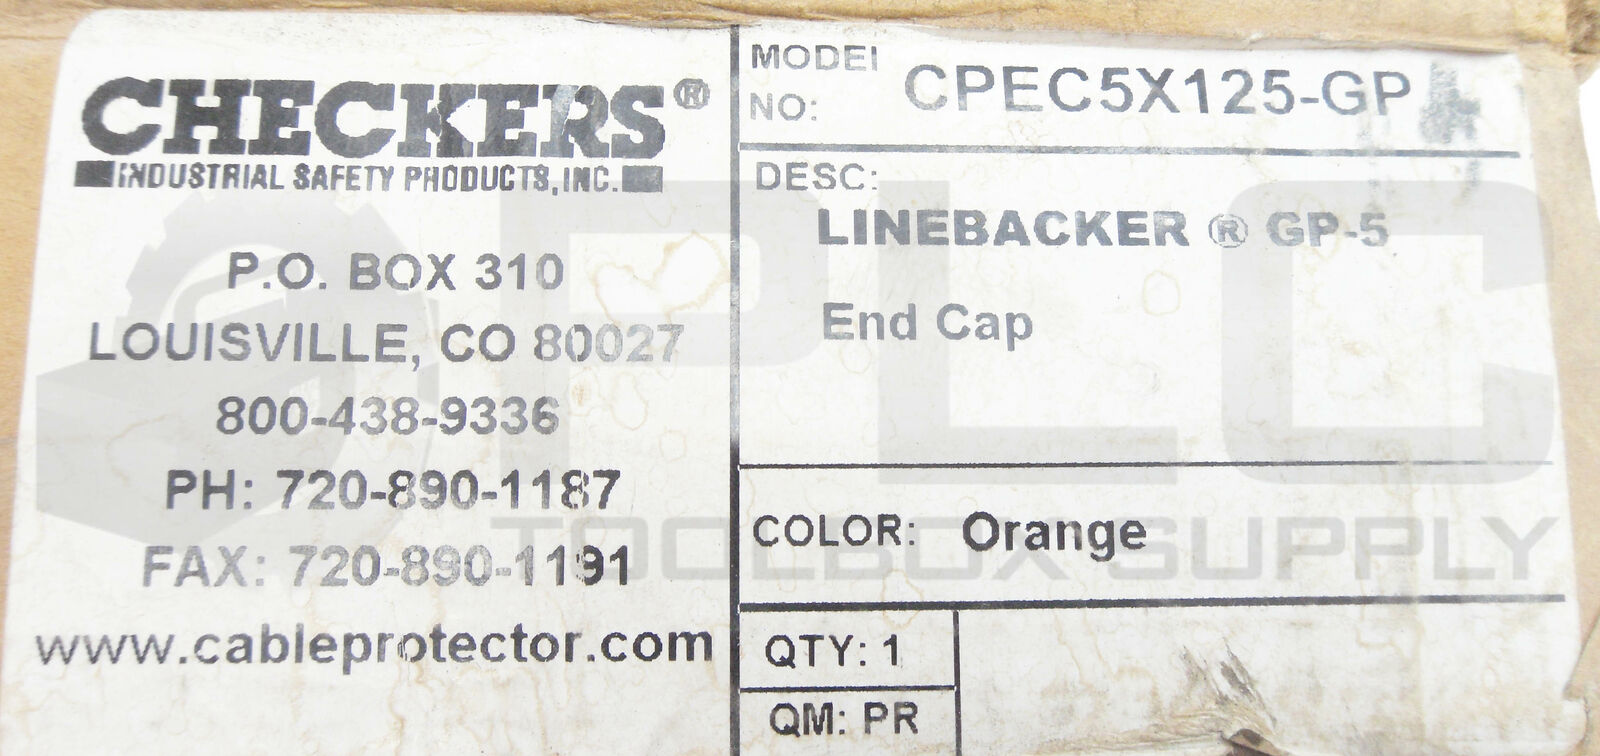 CHECKERS®
INDUSTRIAL SAFETY PRODUCTS, INC.
P.O. BOX 310
LOUISVILLE, CO 80027
800-438-9336
PH: 720-890-1187
FAX: 720-890-1191
www.cableprotector.com
MODEL NO: CPEC5X125-GP
DESC:
LINEBACKER ® GP-5
End Cap
COLOR: Orange
QTY: 1
QM: PR
PLC
TOOLBOX SUPPLY